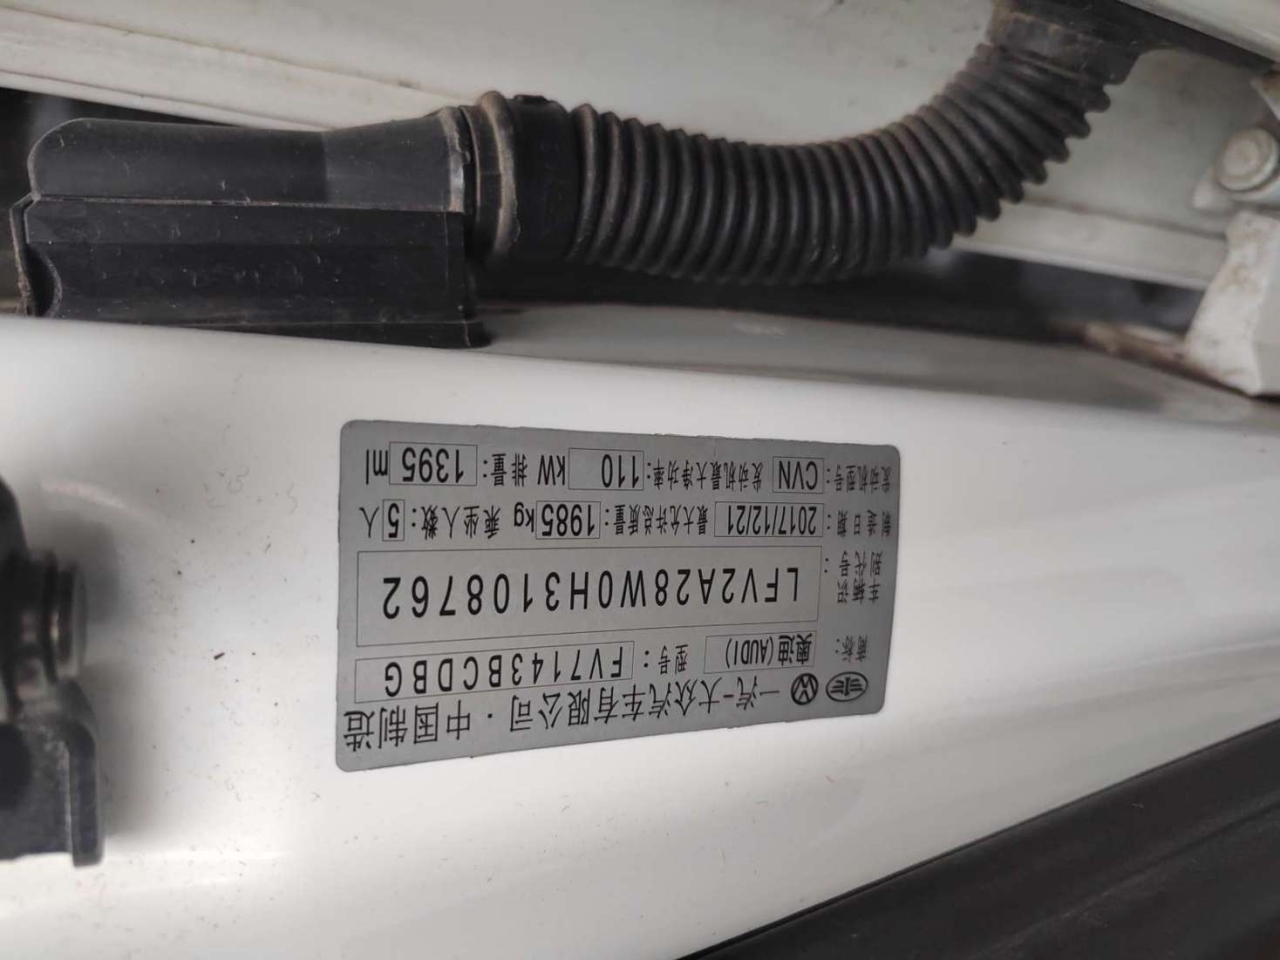 一汽-大众汽车有限公司·中国制造
商标: 奥迪(AUDI) 型号: FV7143BCDBG
车辆识别代号: LFV2A28W0H3108762
制造日期: 2017/12/21 最大允许总质量: 1985 kg 乘坐人数: 5 人
发动机型号: CVN 发动机最大净功率: 110 kW 排量: 1395 ml